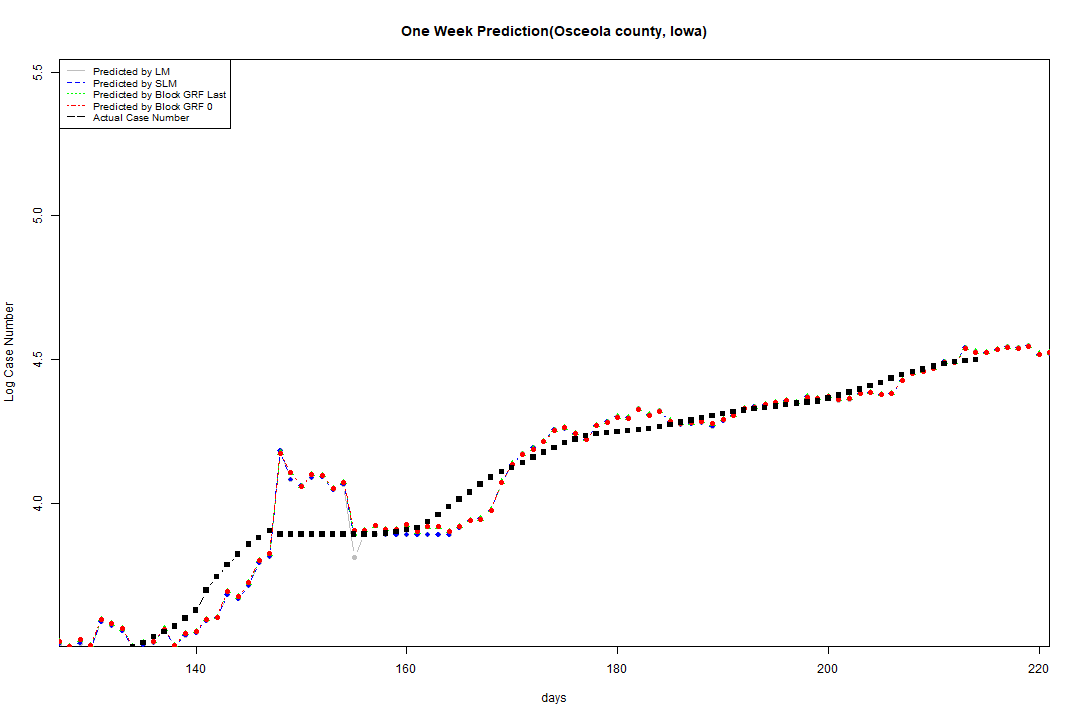 One Week Prediction(Osceola county, Iowa)
Predicted by LM
Predicted by SLM
Predicted by Block GRF Last
Predicted by Block GRF 0
Actual Case Number
5.5
5.0
4.5
4.0
Log Case Number
140 160 180 200 220
days